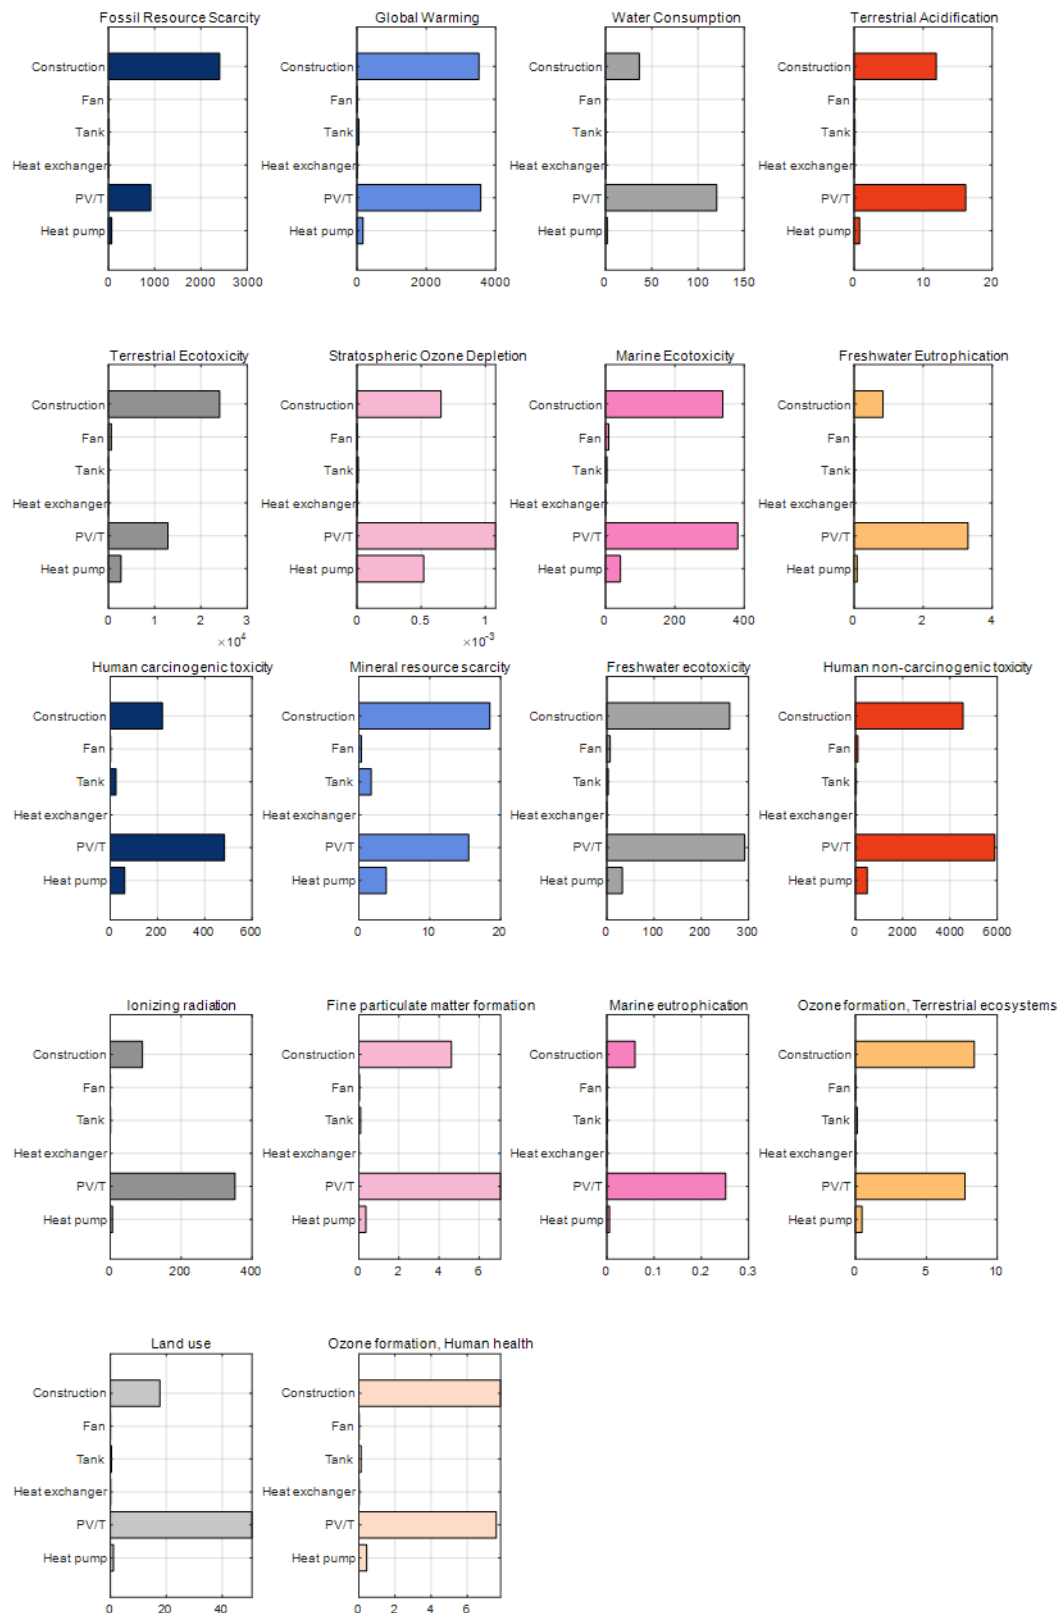 Fossil Resource Scarcity
Construction
Fan
Tank
Heat exchanger
PV/T
Heat pump
0 1000 2000 3000
Global Warming
Construction
Fan
Tank
Heat exchanger
PV/T
Heat pump
0 2000 4000
Water Consumption
Construction
Fan
Tank
Heat exchanger
PV/T
Heat pump
0 50 100 150
Terrestrial Acidification
Construction
Fan
Tank
Heat exchanger
PV/T
Heat pump
0 10 20
Terrestrial Ecotoxicity
Construction
Fan
Tank
Heat exchanger
PV/T
Heat pump
0 1 2 3
×10^4
Stratospheric Ozone Depletion
Construction
Fan
Tank
Heat exchanger
PV/T
Heat pump
0 0.5 1
×10^-3
Marine Ecotoxicity
Construction
Fan
Tank
Heat exchanger
PV/T
Heat pump
0 200 400
Freshwater Eutrophication
Construction
Fan
Tank
Heat exchanger
PV/T
Heat pump
0 2 4
Human carcinogenic toxicity
Construction
Fan
Tank
Heat exchanger
PV/T
Heat pump
0 200 400 600
Mineral resource scarcity
Construction
Fan
Tank
Heat exchanger
PV/T
Heat pump
0 10 20
Freshwater ecotoxicity
Construction
Fan
Tank
Heat exchanger
PV/T
Heat pump
0 100 200 300
Human non-carcinogenic toxicity
Construction
Fan
Tank
Heat exchanger
PV/T
Heat pump
0 2000 4000 6000
Ionizing radiation
Construction
Fan
Tank
Heat exchanger
PV/T
Heat pump
0 200 400
Fine particulate matter formation
Construction
Fan
Tank
Heat exchanger
PV/T
Heat pump
0 2 4 6
Marine eutrophication
Construction
Fan
Tank
Heat exchanger
PV/T
Heat pump
0 0.1 0.2 0.3
Ozone formation, Terrestrial ecosystems
Construction
Fan
Tank
Heat exchanger
PV/T
Heat pump
0 5 10
Land use
Construction
Fan
Tank
Heat exchanger
PV/T
Heat pump
0 20 40
Ozone formation, Human health
Construction
Fan
Tank
Heat exchanger
PV/T
Heat pump
0 2 4 6